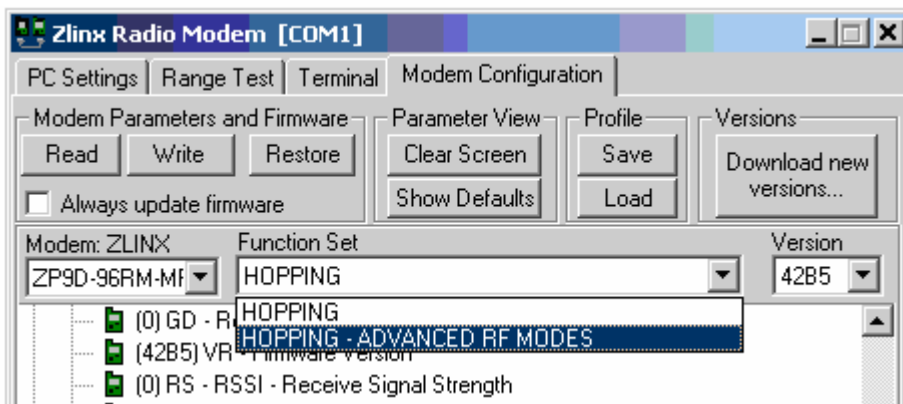 Zlinx Radio Modem [COM1]
PC Settings Range Test Terminal Modem Configuration
Modem Parameters and Firmware Parameter View Profile Versions
Read Write Restore Clear Screen Save Download new versions...
Always update firmware Show Defaults Load
Modem: ZLINX Function Set Version
ZP9D-96RM-MR HOPPING 42B5
HOPPING
HOPPING - ADVANCED RF MODES
(0) GD - R
(42B5) VR - Firmware Version
(0) RS - RSSI - Receive Signal Strength